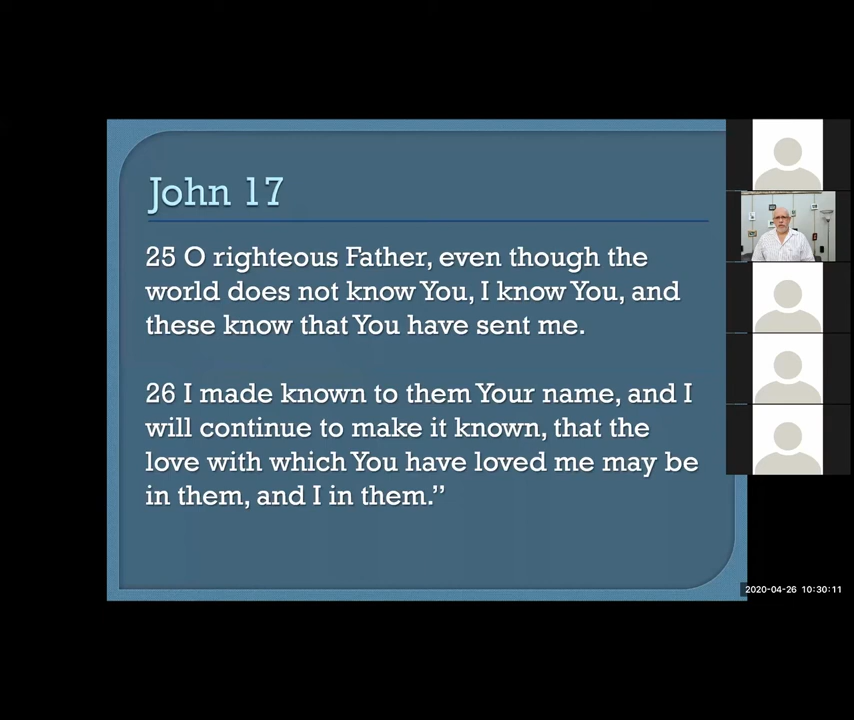 John 17
25 O righteous Father, even though the
world does not know You, I know You, and
these know that You have sent me.
26 I made known to them Your name, and I
will continue to make it known, that the
love with which You have loved me may be
in them, and I in them.”
2020-04-26 10:30:11